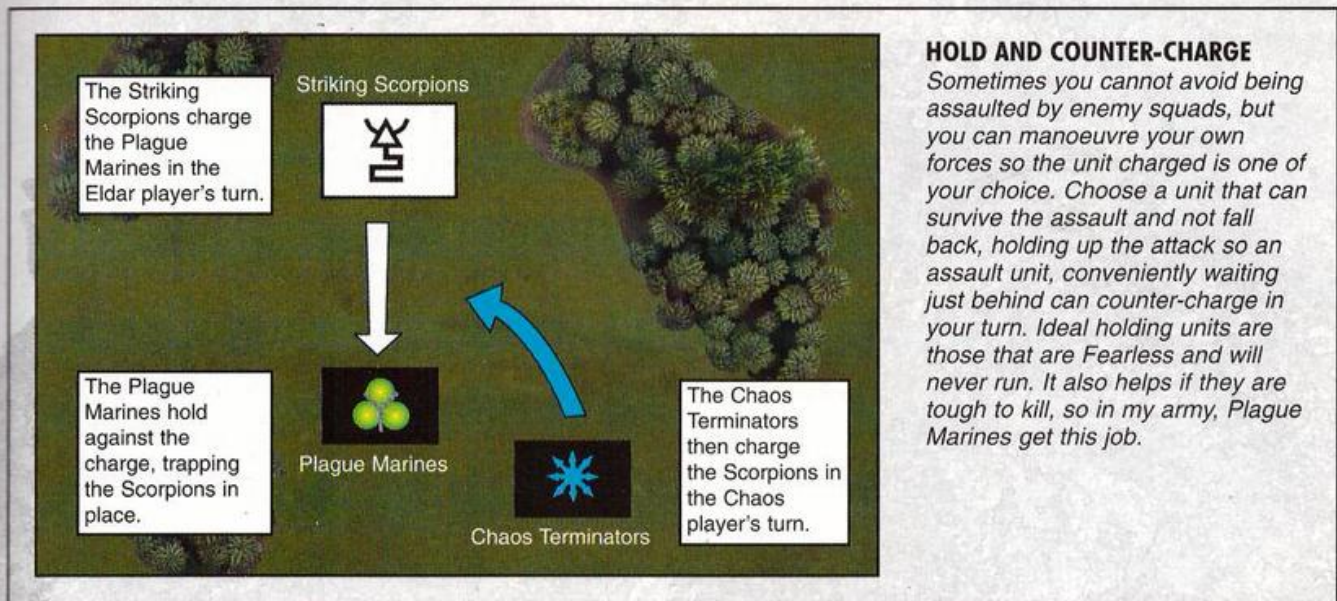 The Striking
Scorpions charge
the Plague
Marines in the
Eldar player's turn.
Striking Scorpions
The Plague
Marines hold
against the
charge, trapping
the Scorpions in
place.
Plague Marines
Chaos Terminators
The Chaos
Terminators
then charge
the Scorpions in
the Chaos
player's turn.
HOLD AND COUNTER-CHARGE
Sometimes you cannot avoid being
assaulted by enemy squads, but
you can manoeuvre your own
forces so the unit charged is one of
your choice. Choose a unit that can
survive the assault and not fall
back, holding up the attack so an
assault unit, conveniently waiting
just behind can counter-charge in
your turn. Ideal holding units are
those that are Fearless and will
never run. It also helps if they are
tough to kill, so in my army, Plague
Marines get this job.